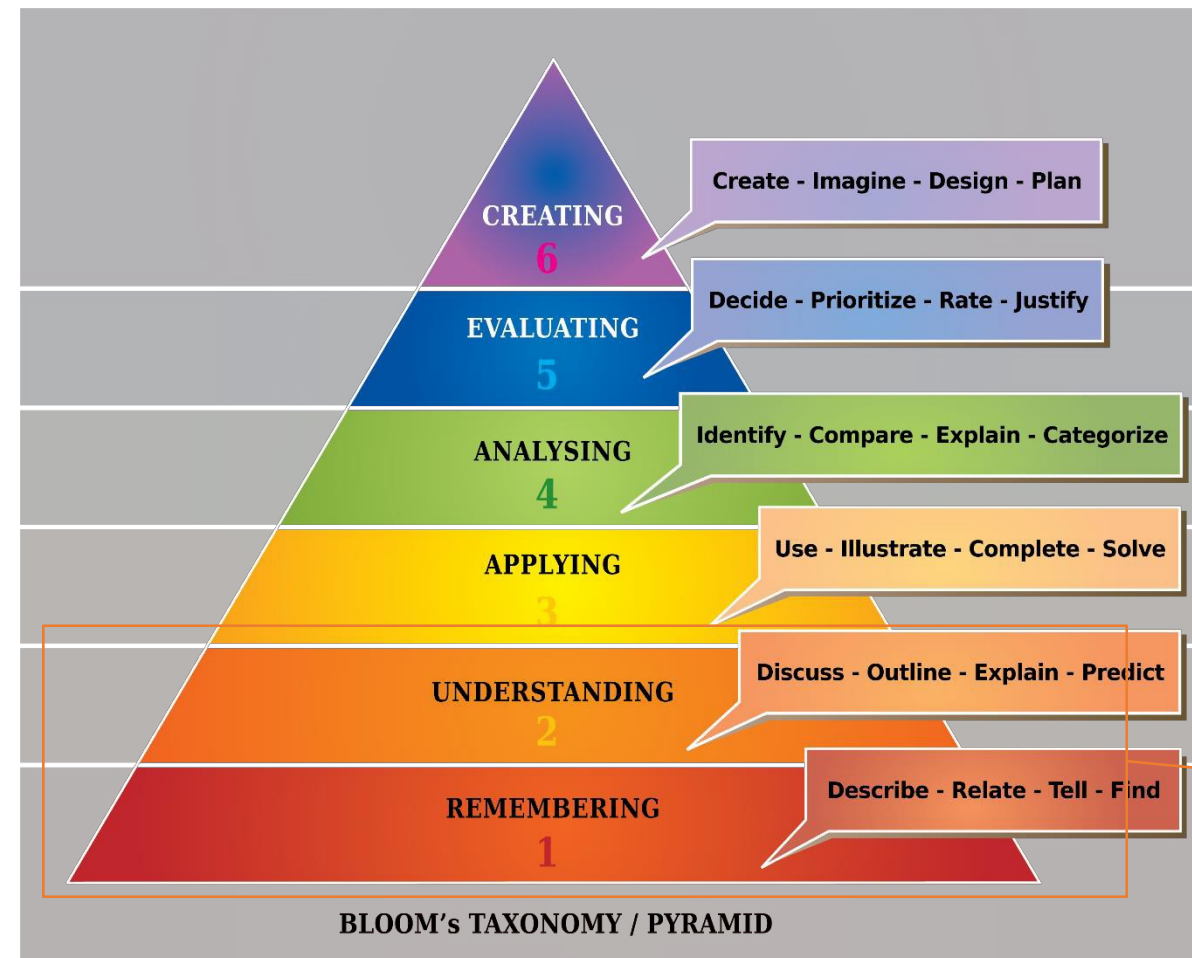 Create - Imagine - Design - Plan
CREATING
6
Decide - Prioritize - Rate - Justify
EVALUATING
5
Identify - Compare - Explain - Categorize
ANALYSING
4
Use - Illustrate - Complete - Solve
APPLYING
3
Discuss - Outline - Explain - Predict
UNDERSTANDING
2
Describe - Relate - Tell - Find
REMEMBERING
1
BLOOM's TAXONOMY / PYRAMID